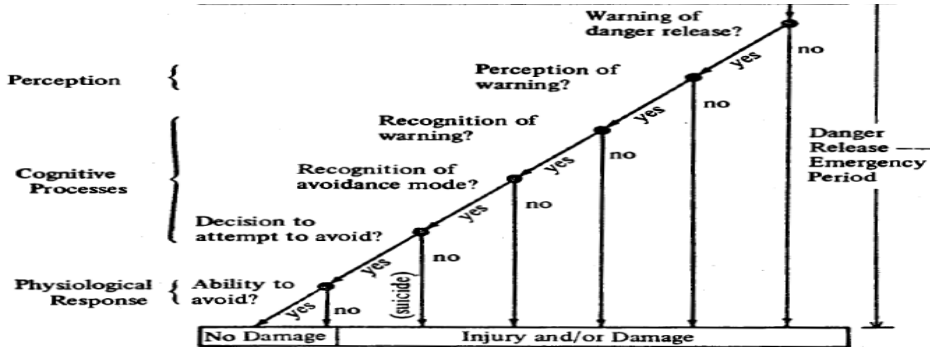 Warning of
danger release?
no
yes
Perception {
Perception of
warning?
no
yes
Recognition of
warning?
no
yes
Danger
Release
Emergency
Period
Cognitive
Processes
{
Recognition of
avoidance mode?
no
yes
Decision to
attempt to avoid?
no
(suicide)
yes
Physiological
Response
{
Ability to
avoid?
no
yes
No Damage
Injury and/or Damage